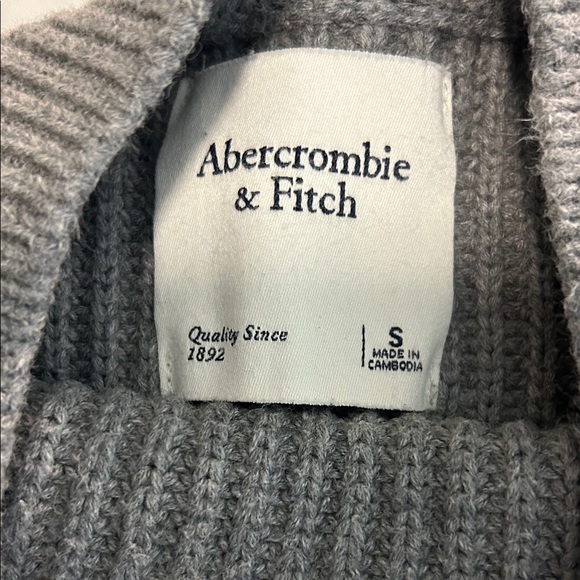 Abercrombie
& Fitch
Quality Since
1892
S
MADE IN
CAMBODIA